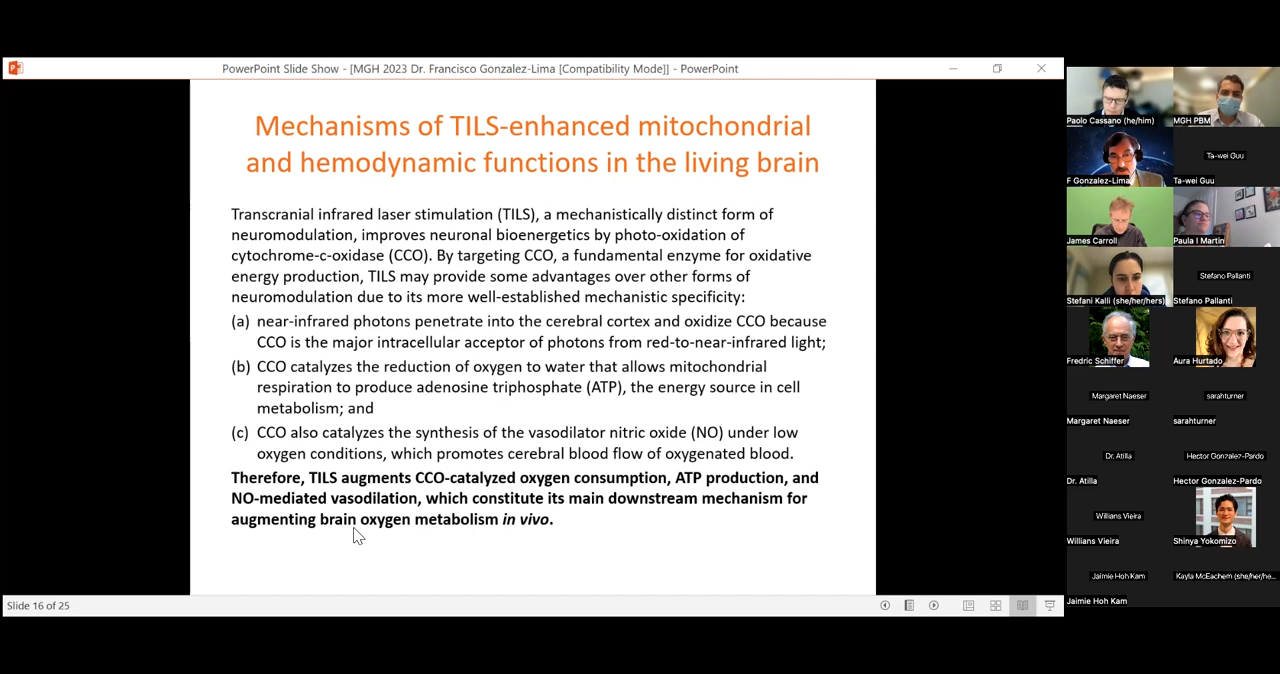 PowerPoint Slide Show - [MGH 2023 Dr. Francisco Gonzalez-Lima [Compatibility Mode]] - PowerPoint
Mechanisms of TILS-enhanced mitochondrial
and hemodynamic functions in the living brain
Transcranial infrared laser stimulation (TILS), a mechanistically distinct form of
neuromodulation, improves neuronal bioenergetics by photo-oxidation of
cytochrome-c-oxidase (CCO). By targeting CCO, a fundamental enzyme for oxidative
energy production, TILS may provide some advantages over other forms of
neuromodulation due to its more well-established mechanistic specificity:
(a) near-infrared photons penetrate into the cerebral cortex and oxidize CCO because
CCO is the major intracellular acceptor of photons from red-to-near-infrared light;
(b) CCO catalyzes the reduction of oxygen to water that allows mitochondrial
respiration to produce adenosine triphosphate (ATP), the energy source in cell
metabolism; and
(c) CCO also catalyzes the synthesis of the vasodilator nitric oxide (NO) under low
oxygen conditions, which promotes cerebral blood flow of oxygenated blood.
Therefore, TILS augments CCO-catalyzed oxygen consumption, ATP production, and
NO-mediated vasodilation, which constitute its main downstream mechanism for
augmenting brain oxygen metabolism in vivo.
Slide 16 of 25
Paolo Cassano (he/him)
MGH PBM
F Gonzalez-Lima
Ta-wei Guu
Ta-wei Guu
James Carroll
Paula I Martin
Stefani Kalli (she/her/hers)
Stefano Pallanti
Stefano Pallanti
Fredric Schiffer
Aura Hurtado
Margaret Naeser
Margaret Naeser
sarahturner
sarahturner
Dr. Atilla
Dr. Atilla
Hector Gonzalez-Pardo
Hector Gonzalez-Pardo
Willians Vieira
Willians Vieira
Shinya Yokomizo
Jaimie Hoh Kam
Jaimie Hoh Kam
Kayla McEachern (she/her/he...